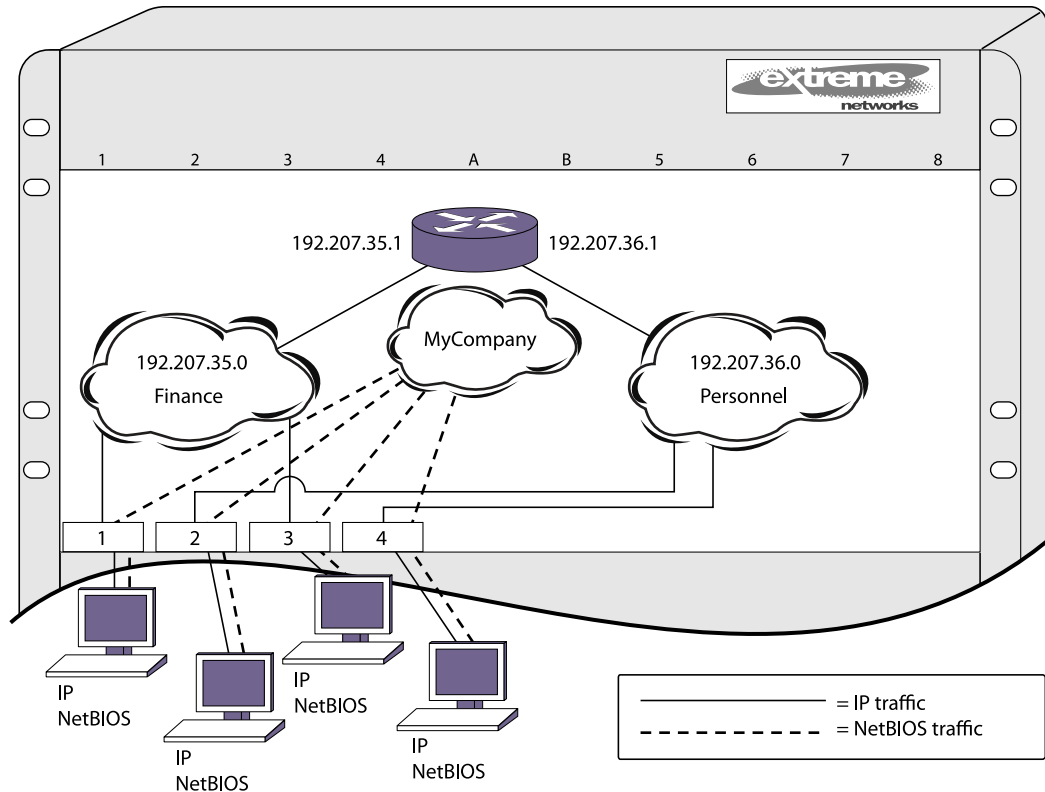 extreme
networks
1 2 3 4 A B 5 6 7 8
192.207.35.1
192.207.36.1
MyCompany
192.207.35.0
Finance
192.207.36.0
Personnel
1 2 3 4
IP
NetBIOS
IP
NetBIOS
IP
NetBIOS
IP
NetBIOS
= IP traffic
= NetBIOS traffic